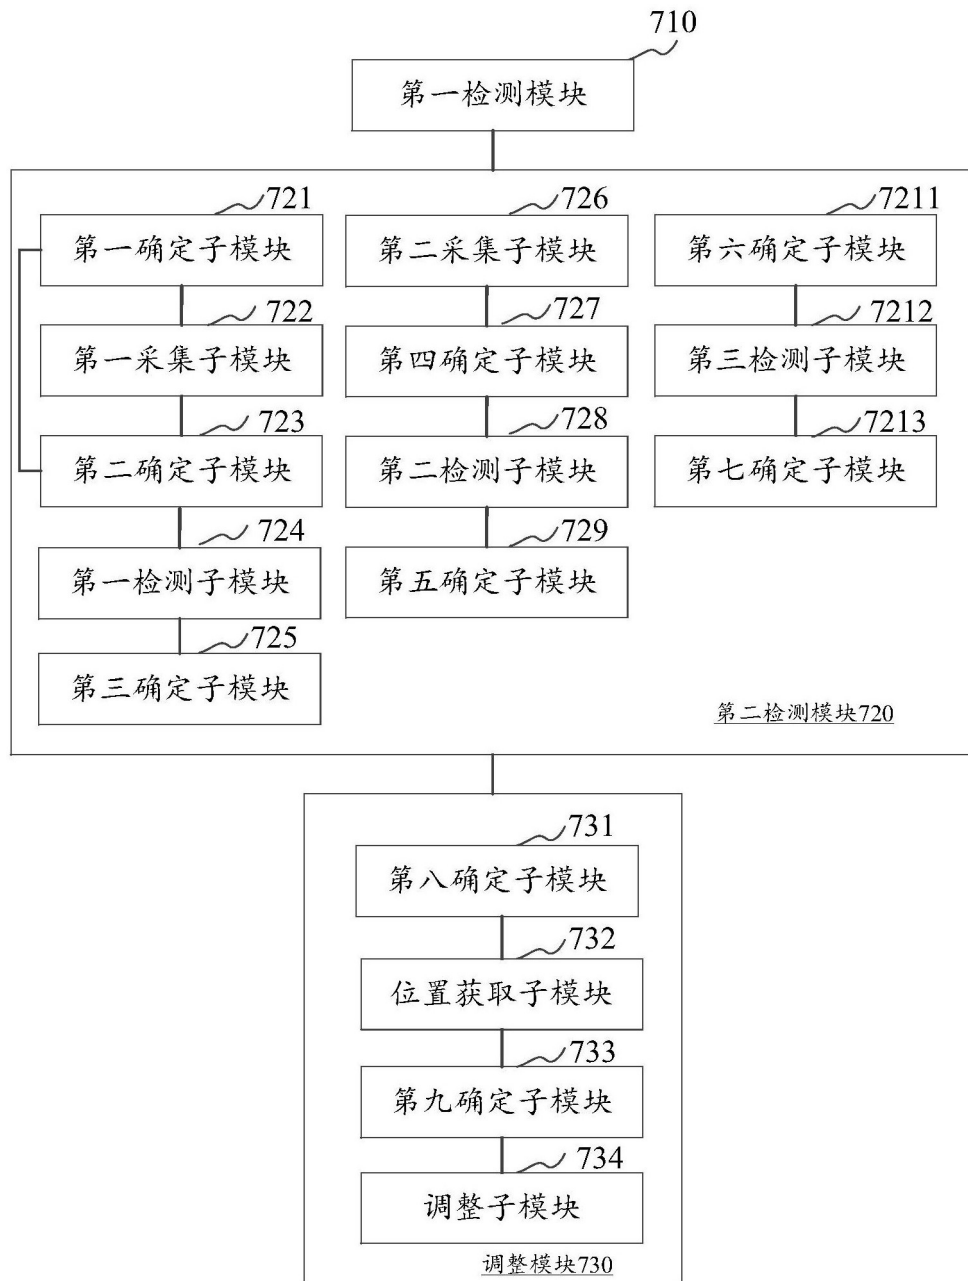 710
第一检测模块
721
第一确定子模块
722
第一采集子模块
723
第二确定子模块
724
第一检测子模块
725
第三确定子模块
726
第二采集子模块
727
第四确定子模块
728
第二检测子模块
729
第五确定子模块
7211
第六确定子模块
7212
第三检测子模块
7213
第七确定子模块
第二检测模块720
731
第八确定子模块
732
位置获取子模块
733
第九确定子模块
734
调整子模块
调整模块730